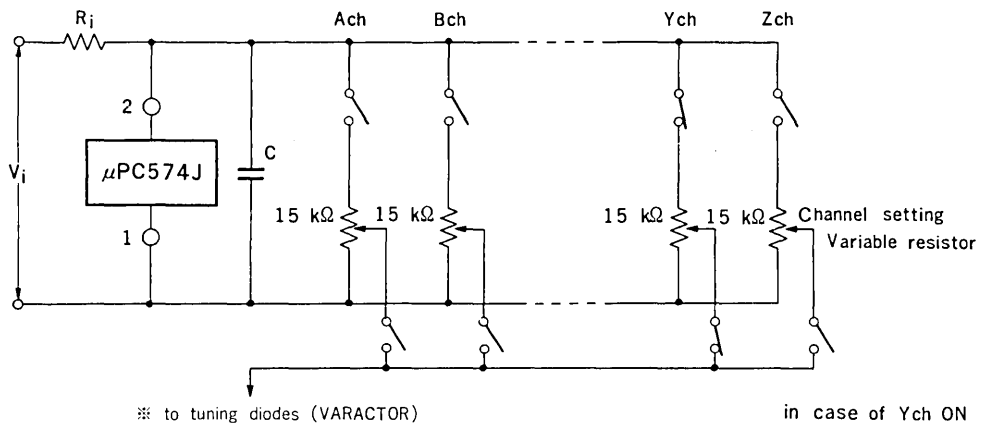 Ri
Ach
Bch
Ych
Zch
2
Vi
μPC574J
C
1
15 kΩ
15 kΩ
15 kΩ
15 kΩ
Channel setting
Variable resistor
※ to tuning diodes (VARACTOR)
in case of Ych ON